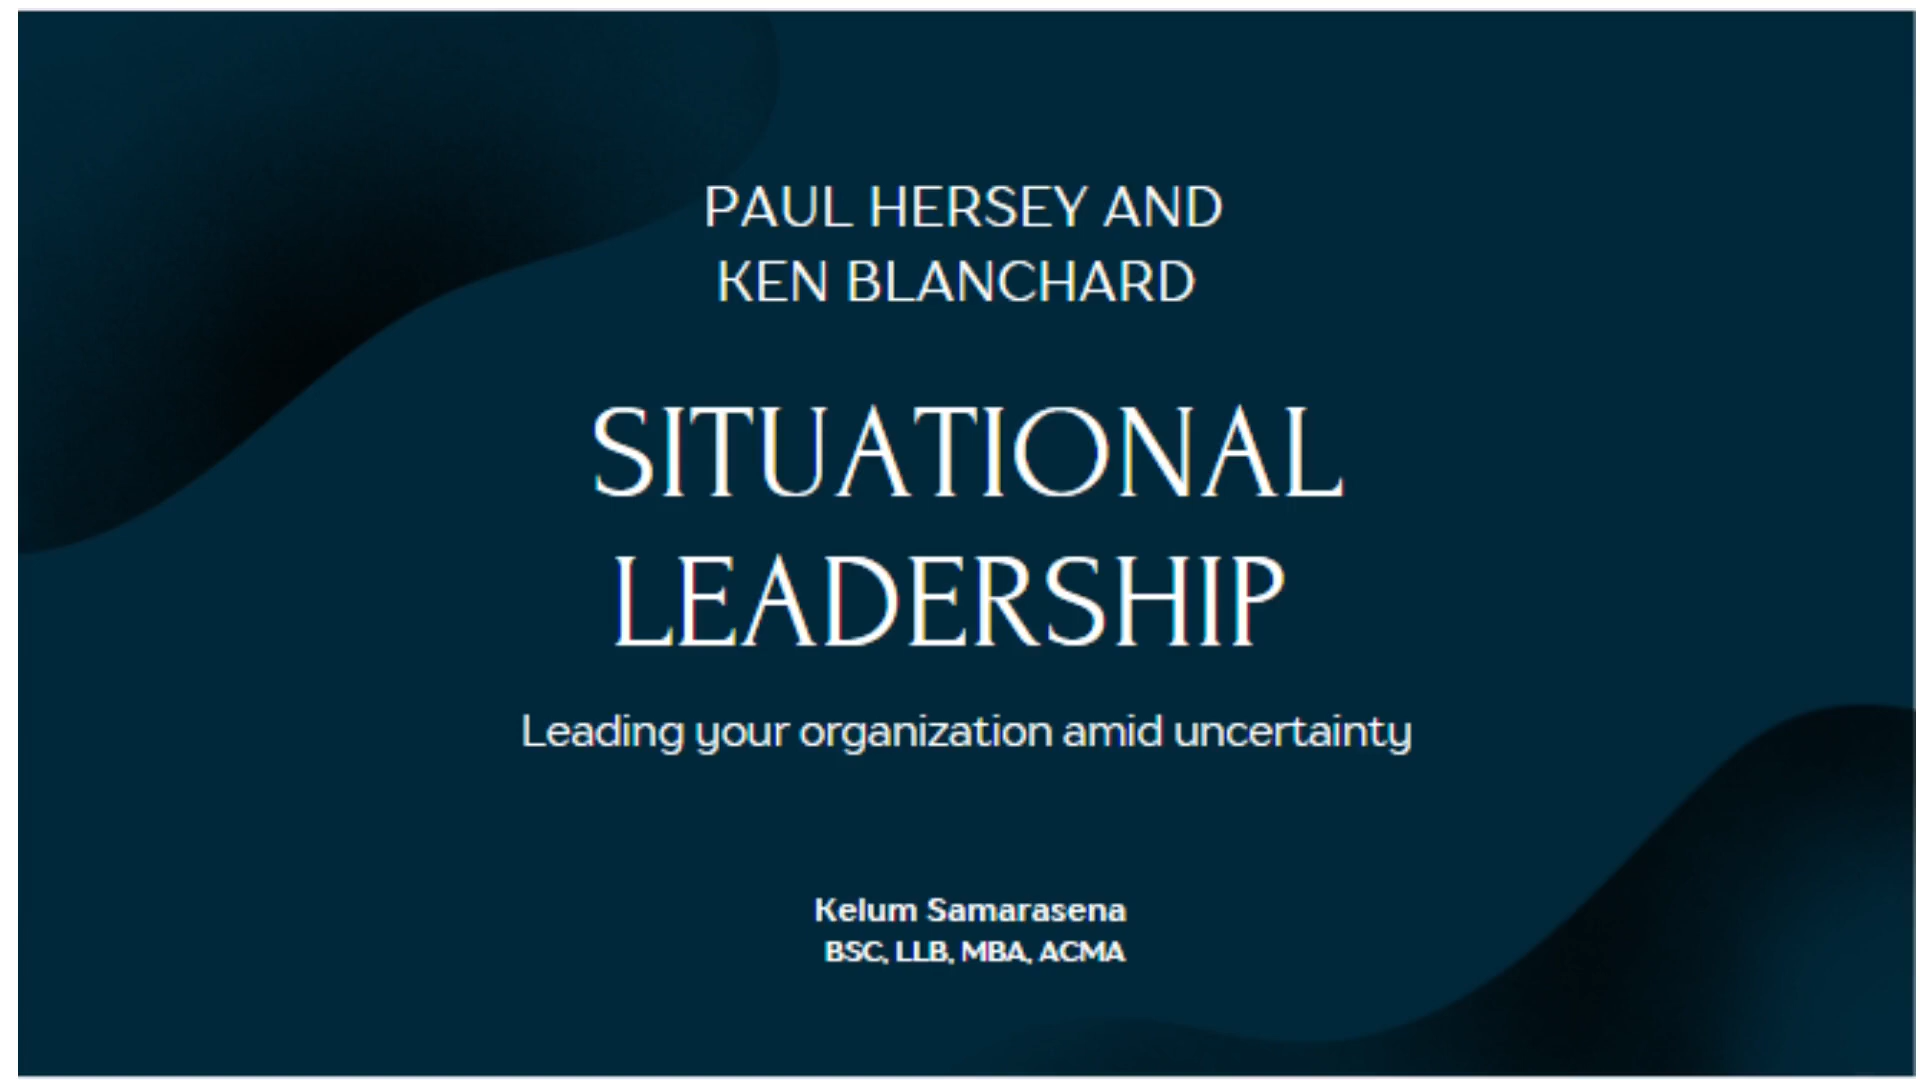 PAUL HERSEY AND
KEN BLANCHARD
SITUATIONAL
LEADERSHIP
Leading your organization amid uncertainty
Kelum Samarasena
BSC, LLB, MBA, ACMA